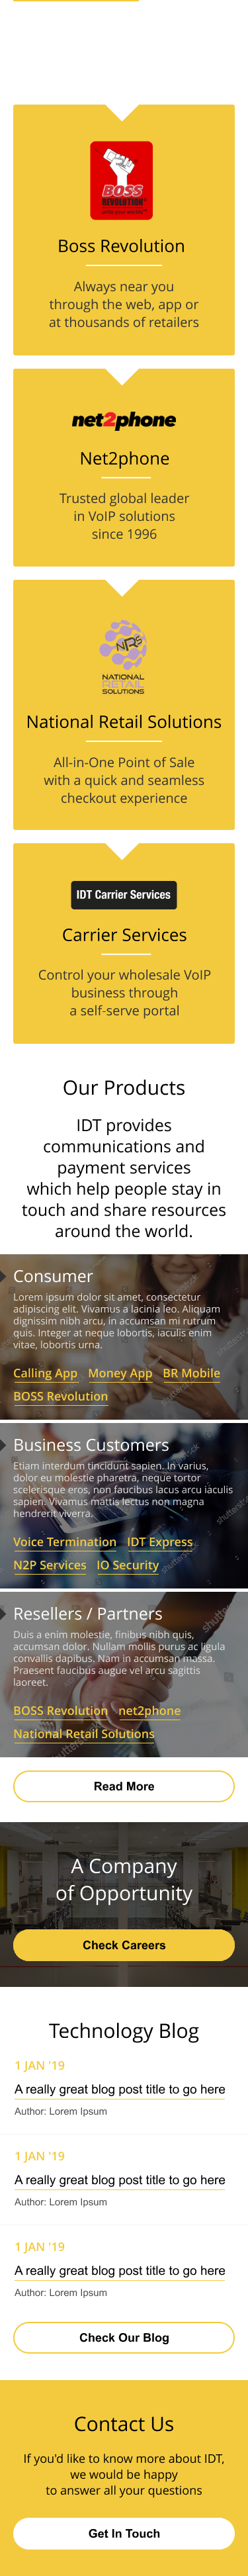 BOSS
REVOLUTION
Boss Revolution
Always near you
through the web, app or
at thousands of retailers
net2phone
Net2phone
Trusted global leader
in VoIP solutions
since 1996
NRS
NATIONAL
RETAIL
SOLUTIONS
National Retail Solutions
All-in-One Point of Sale
with a quick and seamless
checkout experience
IDT Carrier Services
Carrier Services
Control your wholesale VoIP
business through
a self-serve portal
Our Products
IDT provides
communications and
payment services
which help people stay in
touch and share resources
around the world.
Consumer
Lorem ipsum dolor sit amet, consectetur
adipiscing elit. Vivamus a lacinia leo. Aliquam
dignissim nibh arcu, in accumsan mi rutrum
quis. Integer at neque lobortis, iaculis enim
vitae, lobortis urna.
Calling App Money App BR Mobile
BOSS Revolution
Business Customers
Etiam interdum tincidunt sapien. In varius,
dolor eu molestie pharetra, neque tortor
scelerisque eros, non faucibus lacus arcu iaculis
sapien. Vivamus mattis lectus non magna
hendrerit viverra.
Voice Termination IDT Express
N2P Services IO Security
shutterstock
Resellers / Partners
Duis a enim molestie, finibus nibh quis,
accumsan dolor. Nullam mollis purus ac ligula
convallis dapibus. Nam in accumsan massa.
Praesent faucibus augue vel arcu sagittis
laoreet.
BOSS Revolution net2phone
National Retail Solutions
Read More
A Company
of Opportunity
Check Careers
Technology Blog
1 JAN '19
A really great blog post title to go here
Author: Lorem Ipsum
1 JAN '19
A really great blog post title to go here
Author: Lorem Ipsum
1 JAN '19
A really great blog post title to go here
Author: Lorem Ipsum
Check Our Blog
Contact Us
If you'd like to know more about IDT,
we would be happy
to answer all your questions
Get In Touch